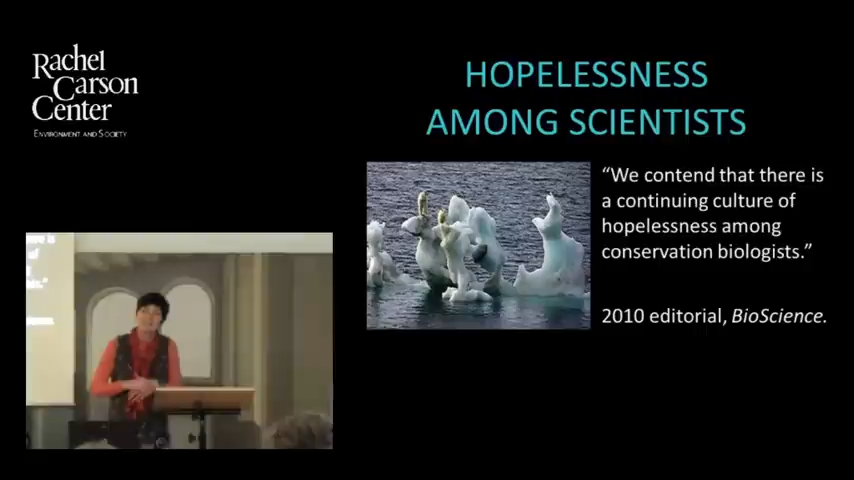 Rachel
Carson
Center
ENVIRONMENT AND SOCIETY
HOPELESSNESS
AMONG SCIENTISTS
“We contend that there is
a continuing culture of
hopelessness among
conservation biologists.”
2010 editorial, BioScience.